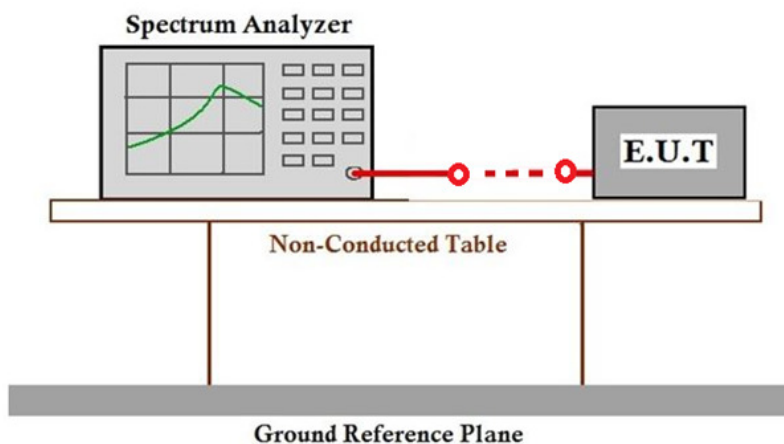 Spectrum Analyzer
E.U.T
Non-Conducted Table
Ground Reference Plane